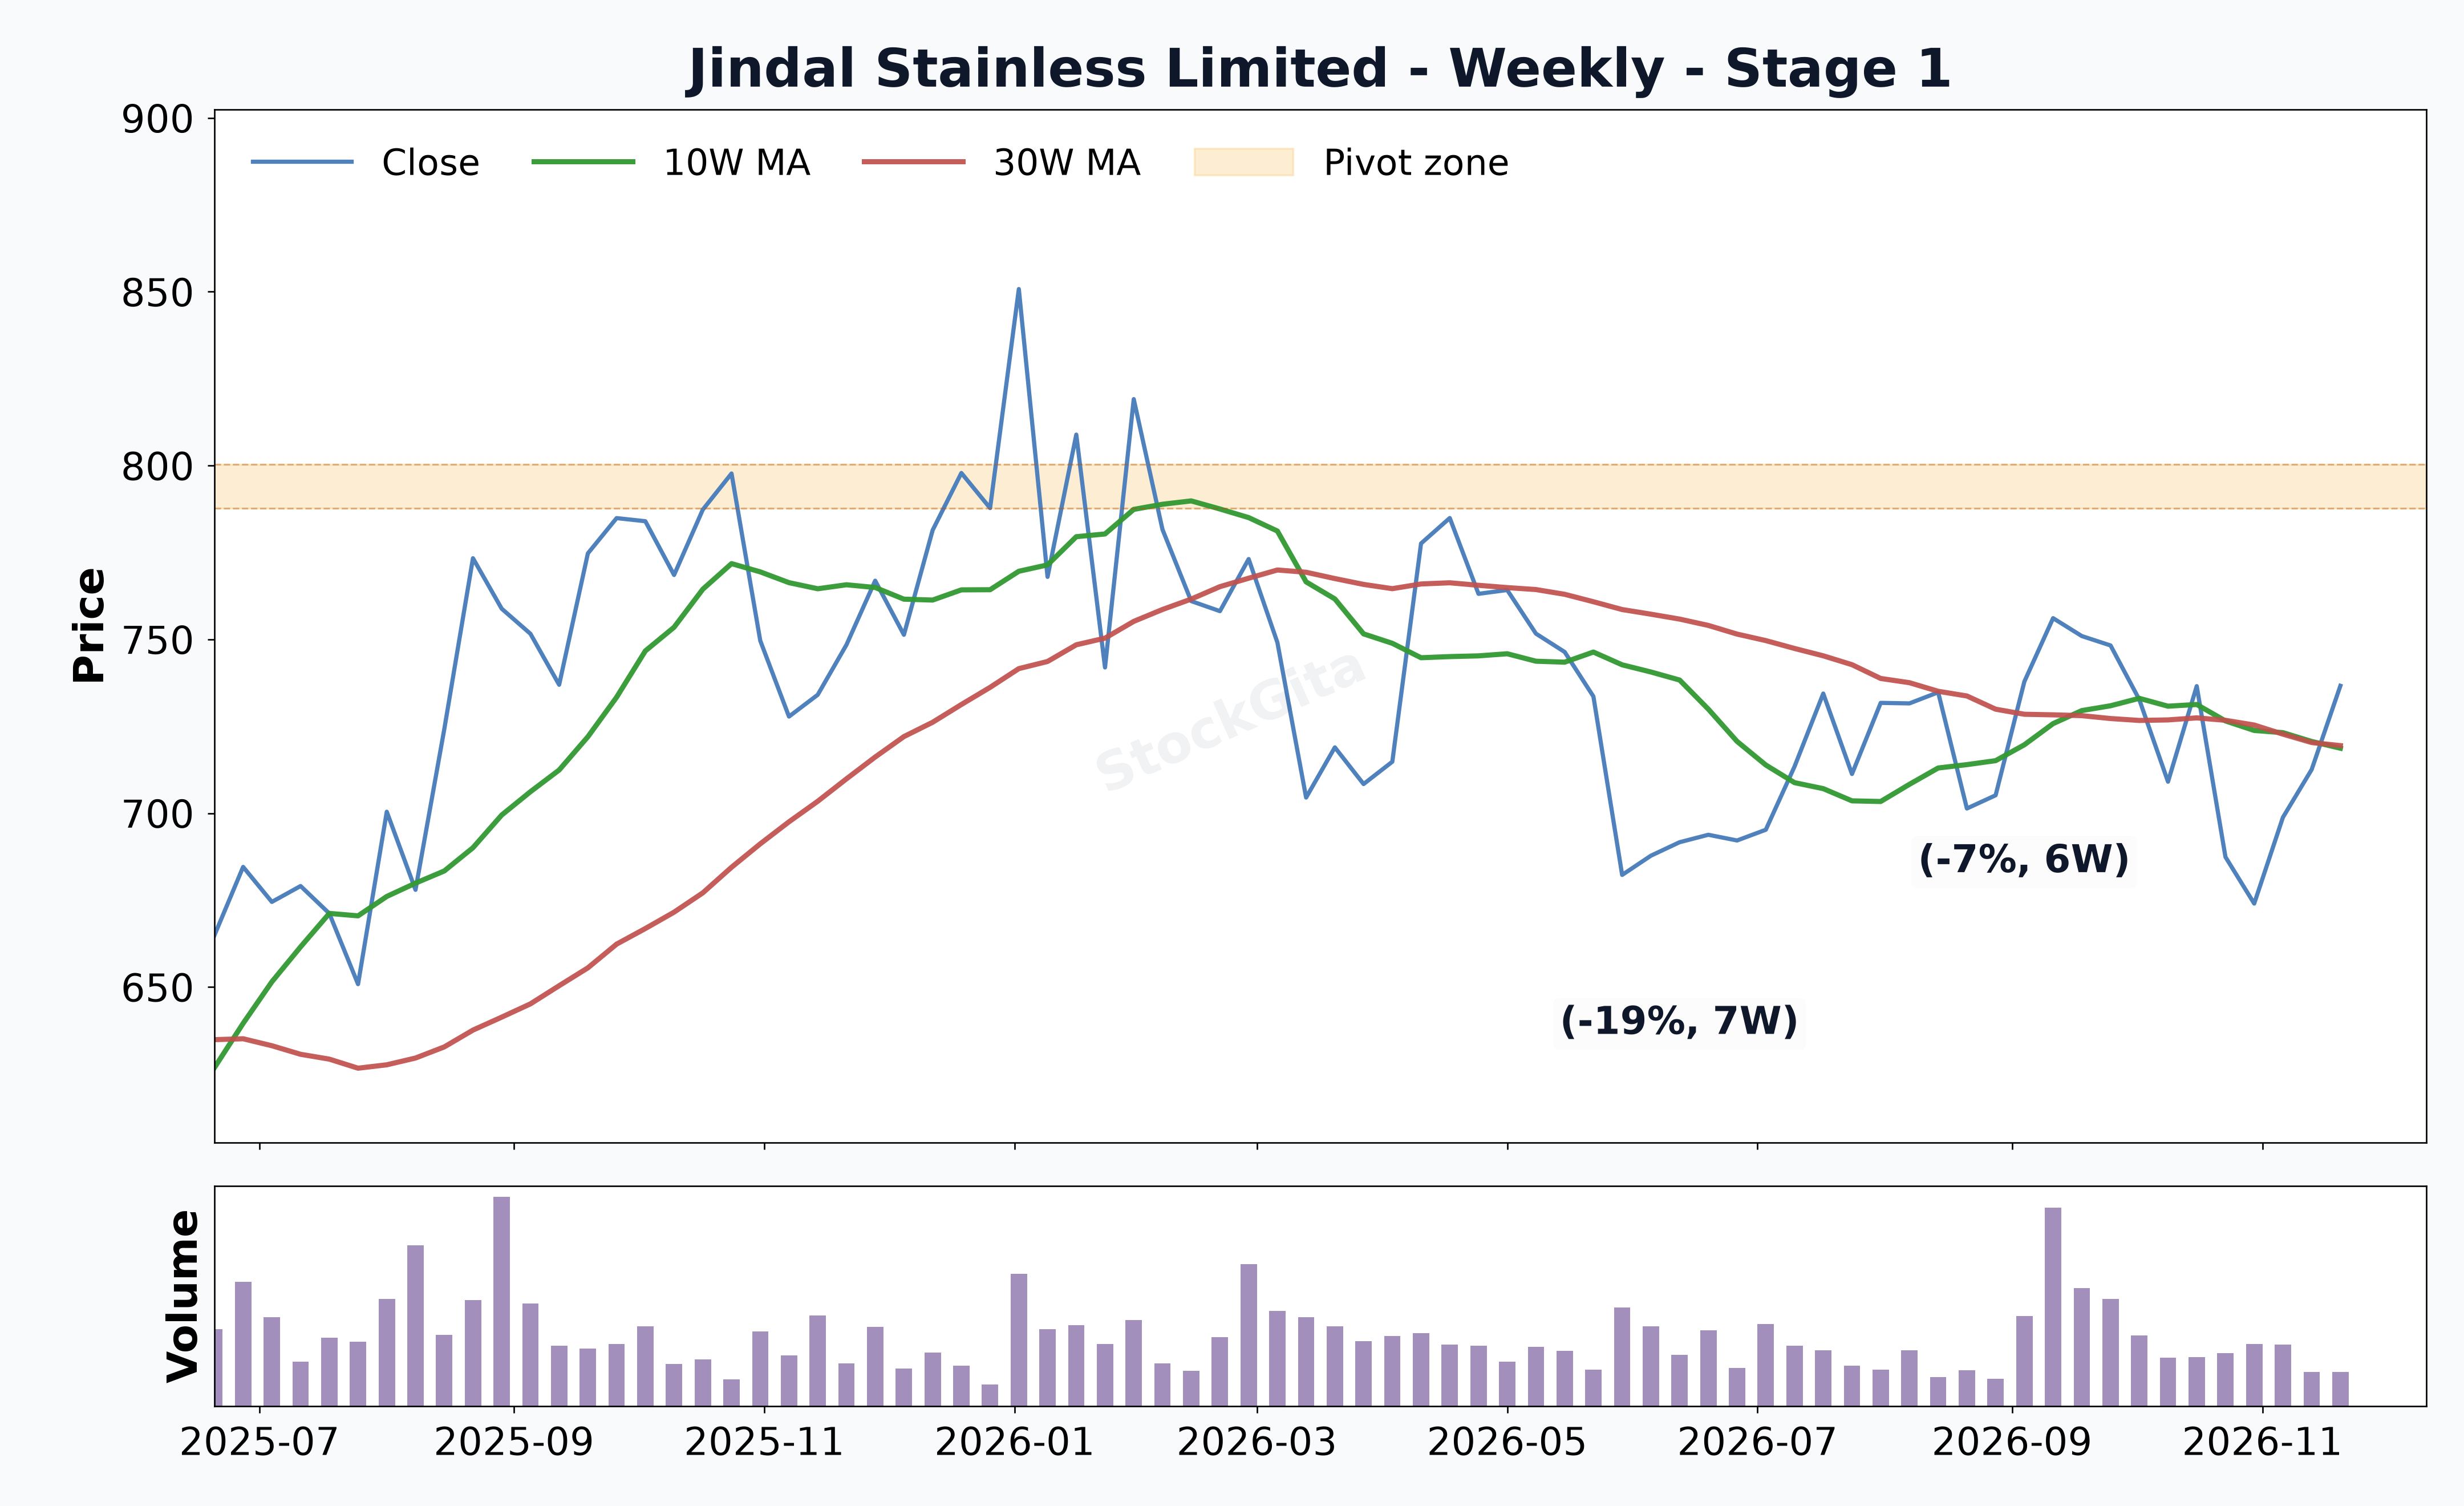 Jindal Stainless Limited - Weekly - Stage 1
Close 10W MA 30W MA Pivot zone
900
850
800
750
700
650
Price
StockGita
(-7%, 6W)
(-19%, 7W)
Volume
2025-07 2025-09 2025-11 2026-01 2026-03 2026-05 2026-07 2026-09 2026-11